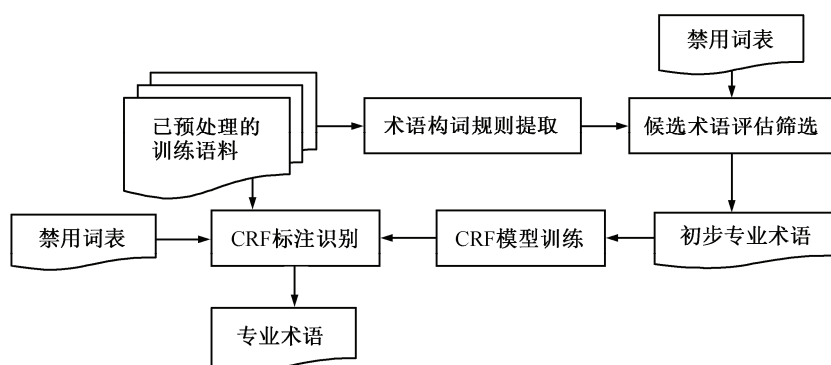 禁用词表
已预处理的
训练语料
术语构词规则提取
候选术语评估筛选
禁用词表
CRF标注识别
CRF模型训练
初步专业术语
专业术语